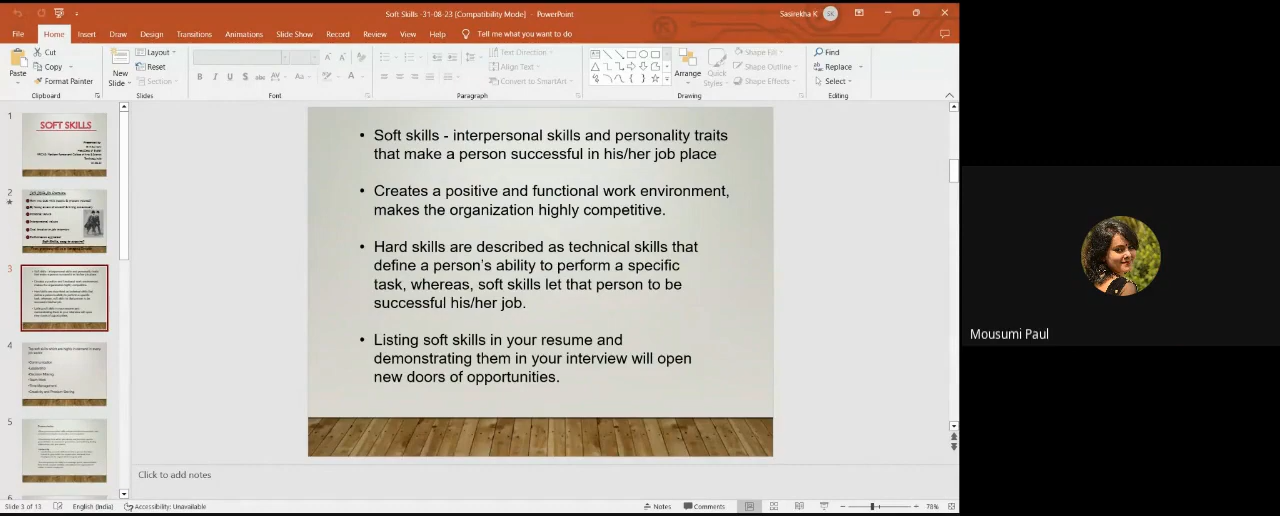 Soft Skills -31-08-23 [Compatibility Mode] - PowerPoint
Sasirekha K
SK
File Home Insert Draw Design Transitions Animations Slide Show Record Review View Help Tell me what you want to do
Paste
Cut
Copy
Format Painter
Clipboard
New Slide
Layout
Reset
Section
Slides
Font
Text Direction
Align Text
Convert to SmartArt
Paragraph
Arrange
Quick Styles
Shape Fill
Shape Outline
Shape Effects
Drawing
Find
Replace
Select
Editing
1
SOFT SKILLS
2
3
4
5
• Soft skills - interpersonal skills and personality traits
that make a person successful in his/her job place
• Creates a positive and functional work environment,
makes the organization highly competitive.
• Hard skills are described as technical skills that
define a person's ability to perform a specific
task, whereas, soft skills let that person to be
successful his/her job.
• Listing soft skills in your resume and
demonstrating them in your interview will open
new doors of opportunities.
Click to add notes
Slide 3 of 13 English (India) Accessibility: Unavailable Notes Comments 78%
Mousumi Paul